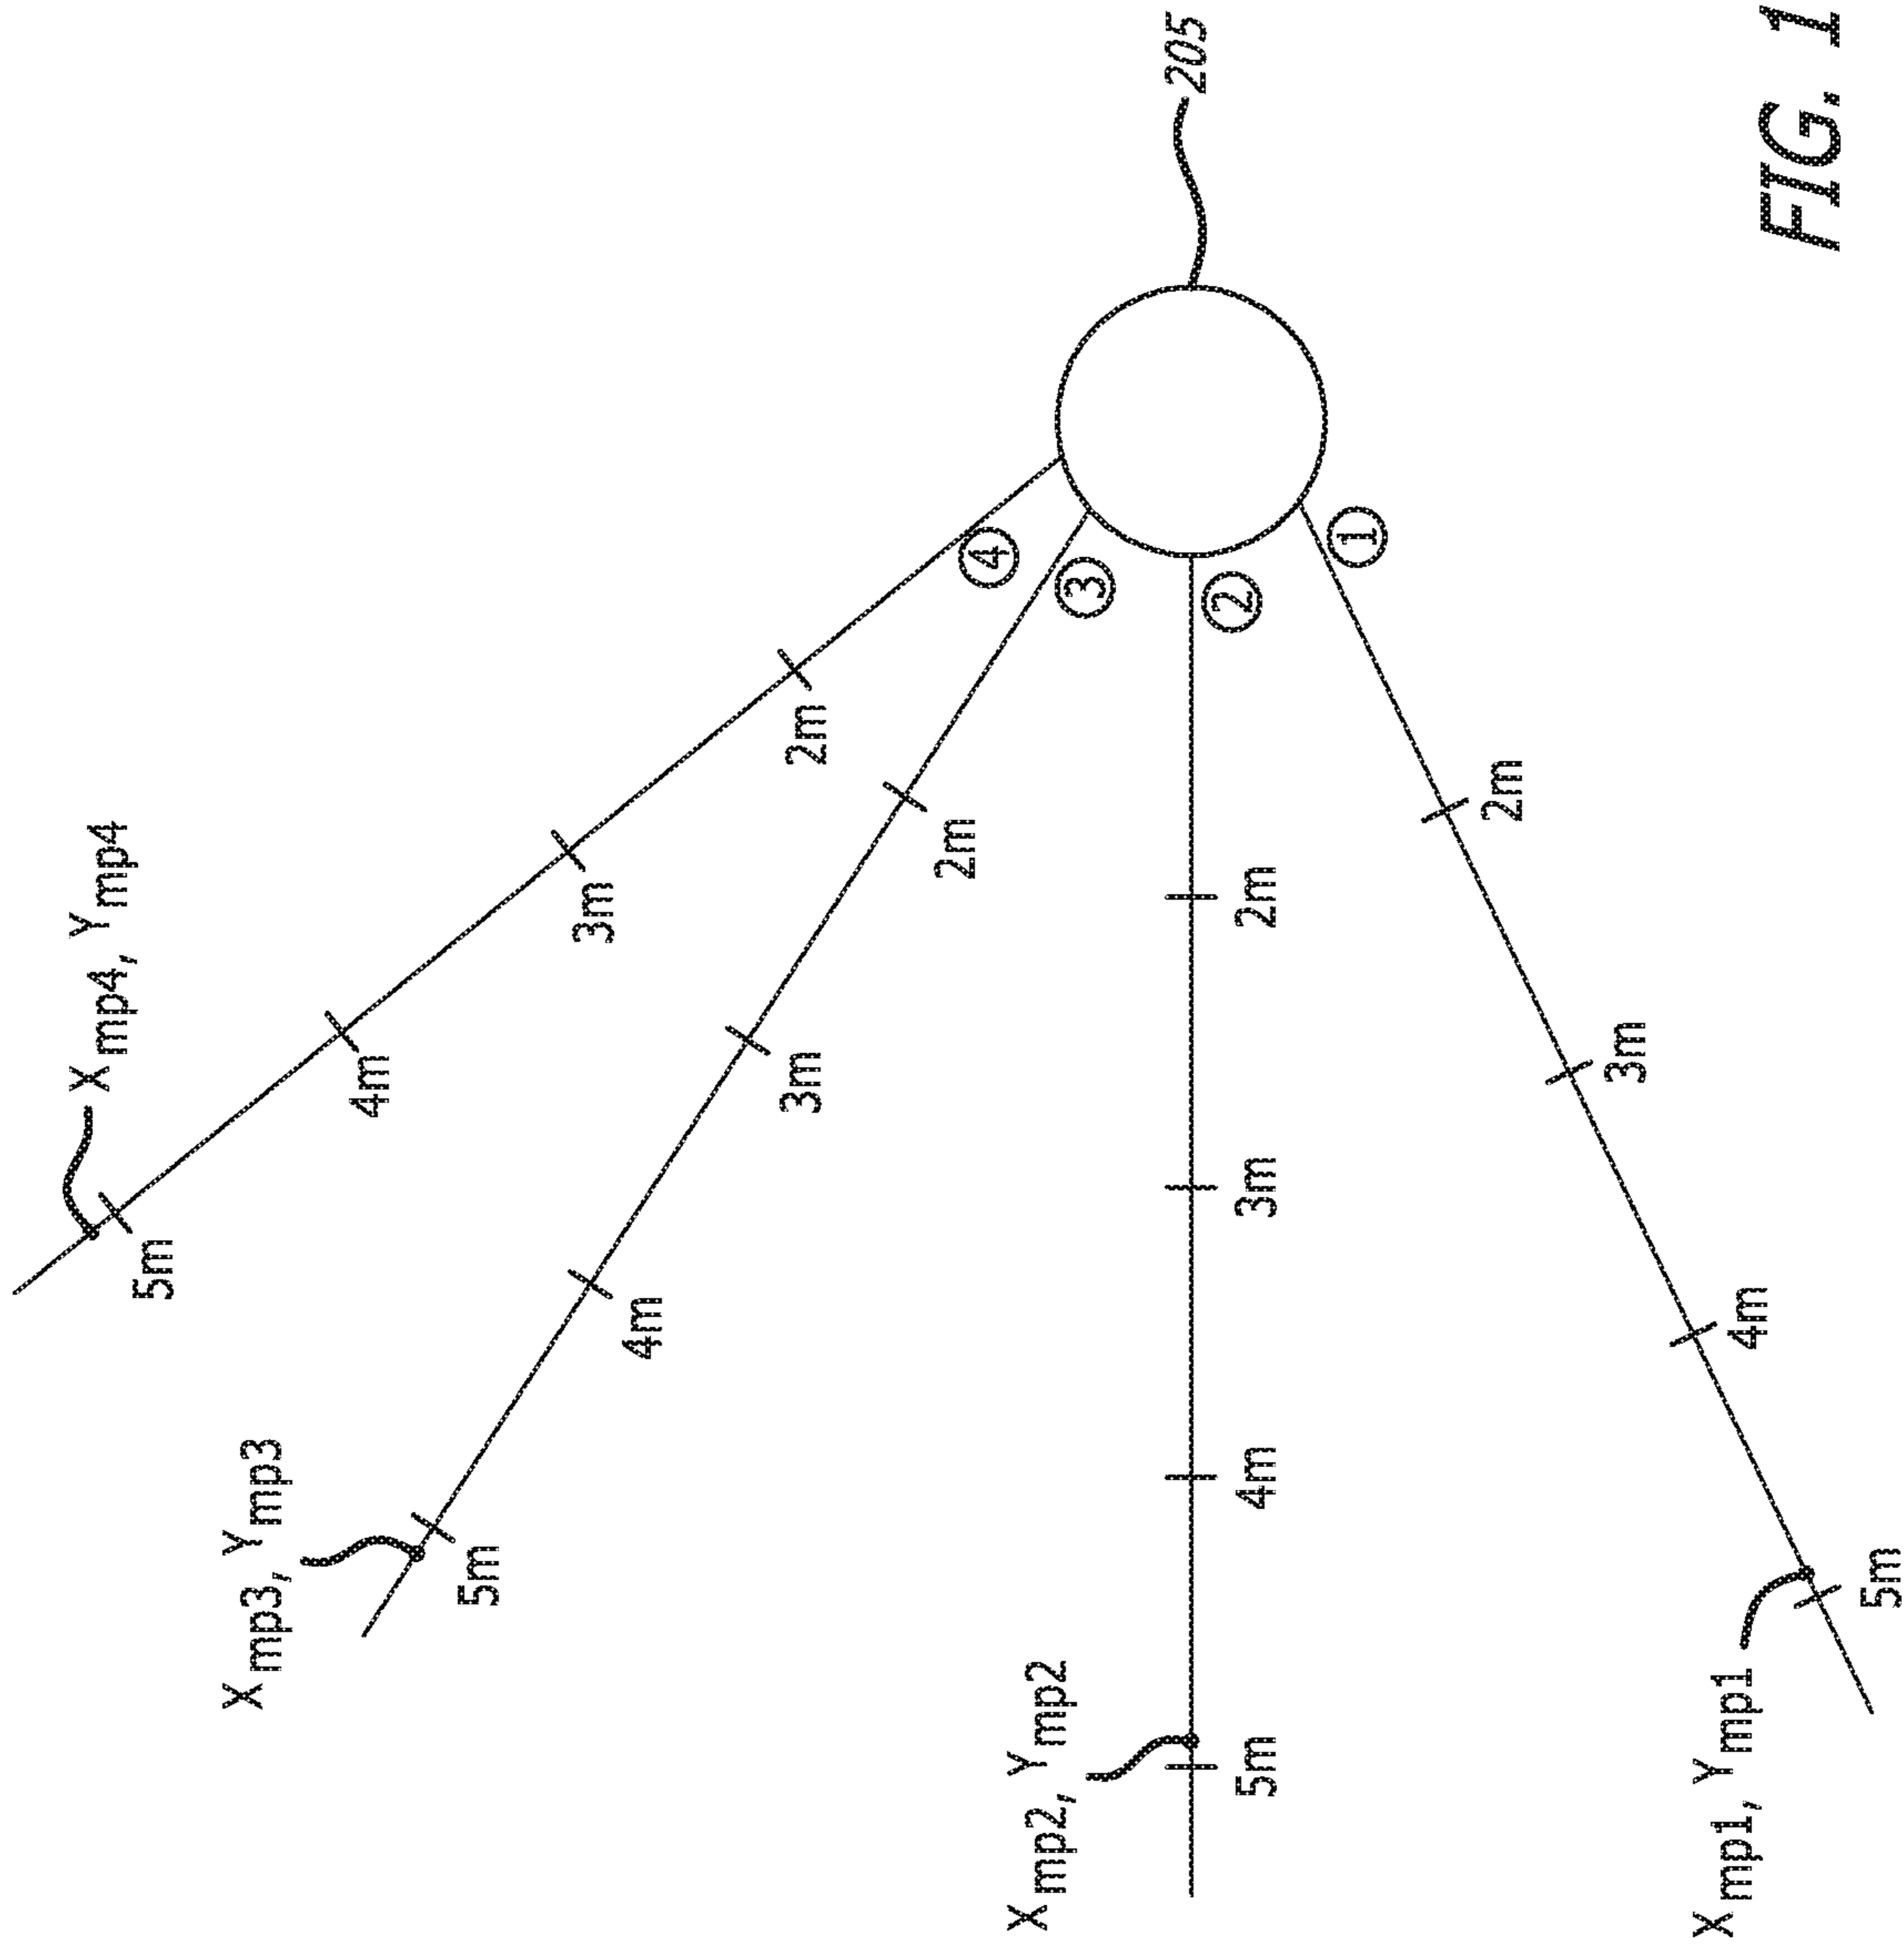 X mp4, Y mp4
5m
4m
3m
2m
④
X mp3, Y mp3
5m
4m
3m
2m
③
X mp2, Y mp2
5m
4m
3m
2m
②
X mp1, Y mp1
5m
4m
3m
2m
①
205
FIG. 1